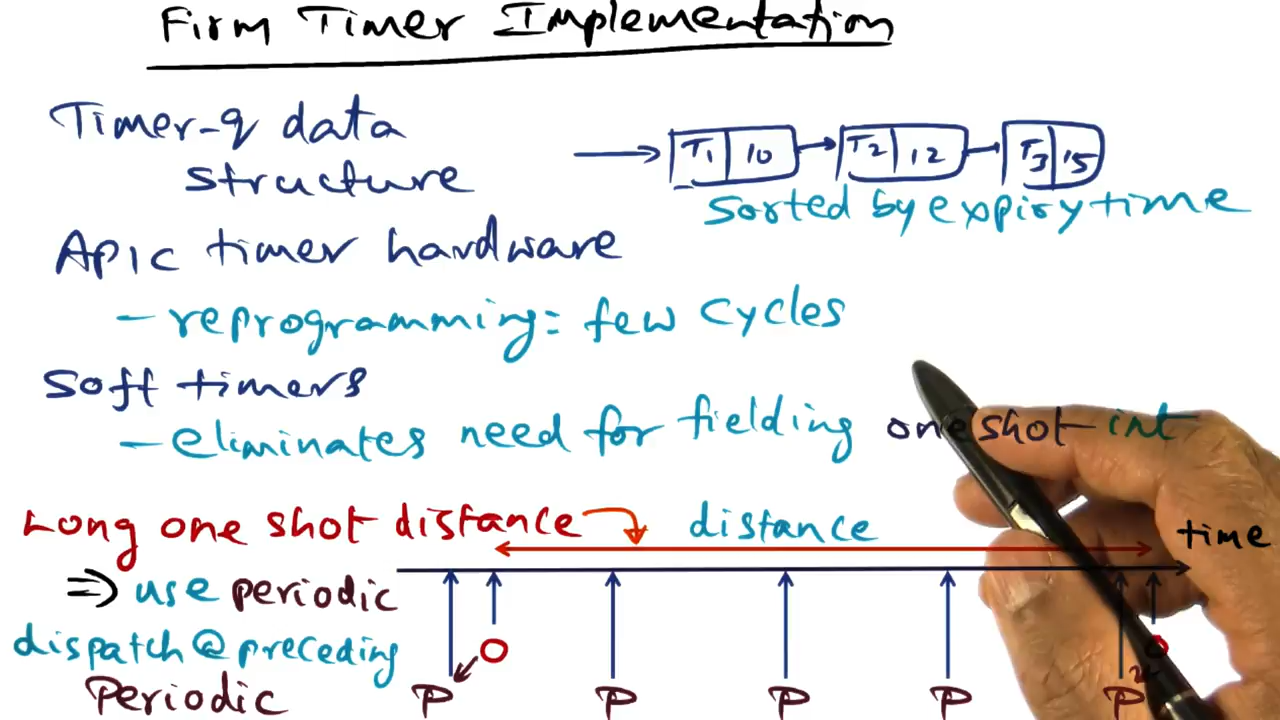 Firm Timer Implementation
Timer-q data
structure
T1 10 T2 12 T3 15
sorted by expiry time
APIC timer hardware
- reprogramming: few cycles
Soft timers
- eliminates need for fielding one shot int
Long one shot distance
distance
time
=> use periodic
dispatch @ preceding
Periodic
O O
P P P P P